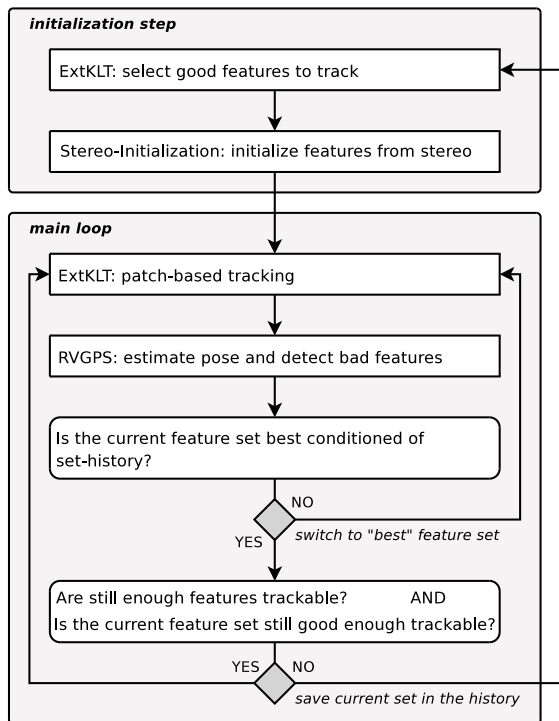 initialization step
ExtKLT: select good features to track
Stereo-Initialization: initialize features from stereo
main loop
ExtKLT: patch-based tracking
RVGPS: estimate pose and detect bad features
Is the current feature set best conditioned of
set-history?
NO
YES
switch to "best" feature set
Are still enough features trackable? AND
Is the current feature set still good enough trackable?
YES NO
save current set in the history